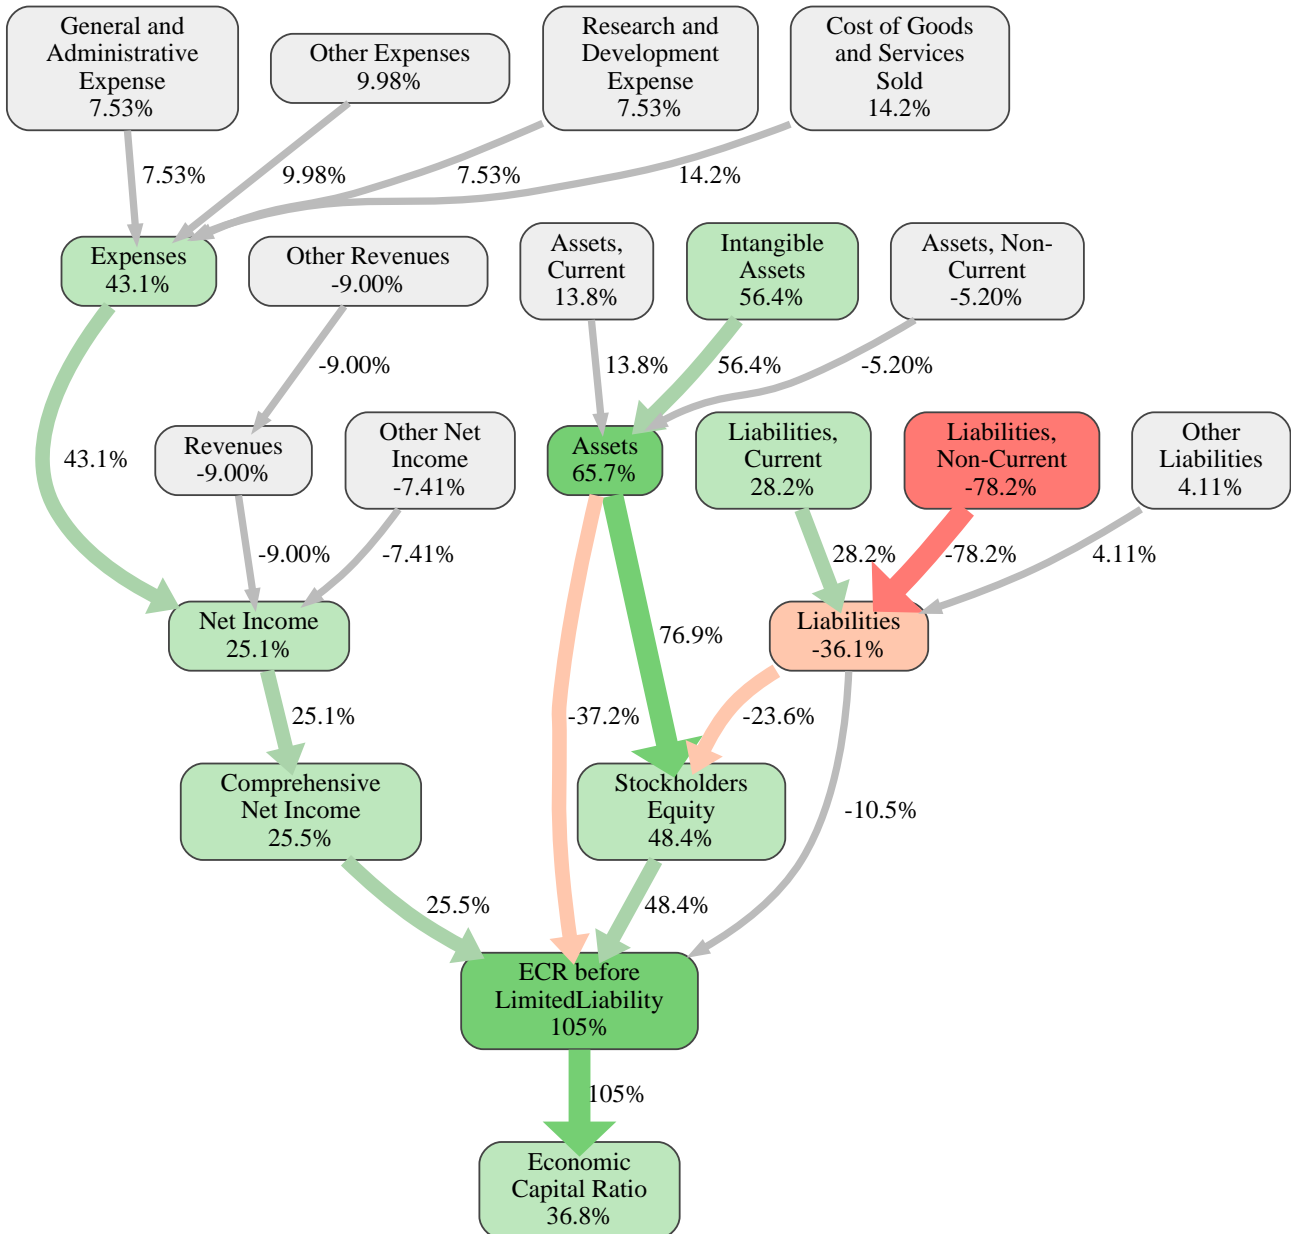 General and
Administrative
Expense
7.53%
Other Expenses
9.98%
Research and
Development
Expense
7.53%
Cost of Goods
and Services
Sold
14.2%
7.53%
9.98%
7.53%
14.2%
Expenses
43.1%
Other Revenues
-9.00%
Assets,
Current
13.8%
Intangible
Assets
56.4%
Assets, Non-
Current
-5.20%
-9.00%
13.8%
56.4%
-5.20%
43.1%
Revenues
-9.00%
Other Net
Income
-7.41%
Assets
65.7%
Liabilities,
Current
28.2%
Liabilities,
Non-Current
-78.2%
Other
Liabilities
4.11%
-9.00%
-7.41%
28.2%
-78.2%
4.11%
Net Income
25.1%
76.9%
Liabilities
-36.1%
25.1%
-37.2%
-23.6%
Comprehensive
Net Income
25.5%
Stockholders
Equity
48.4%
-10.5%
25.5%
48.4%
ECR before
LimitedLiability
105%
105%
Economic
Capital Ratio
36.8%